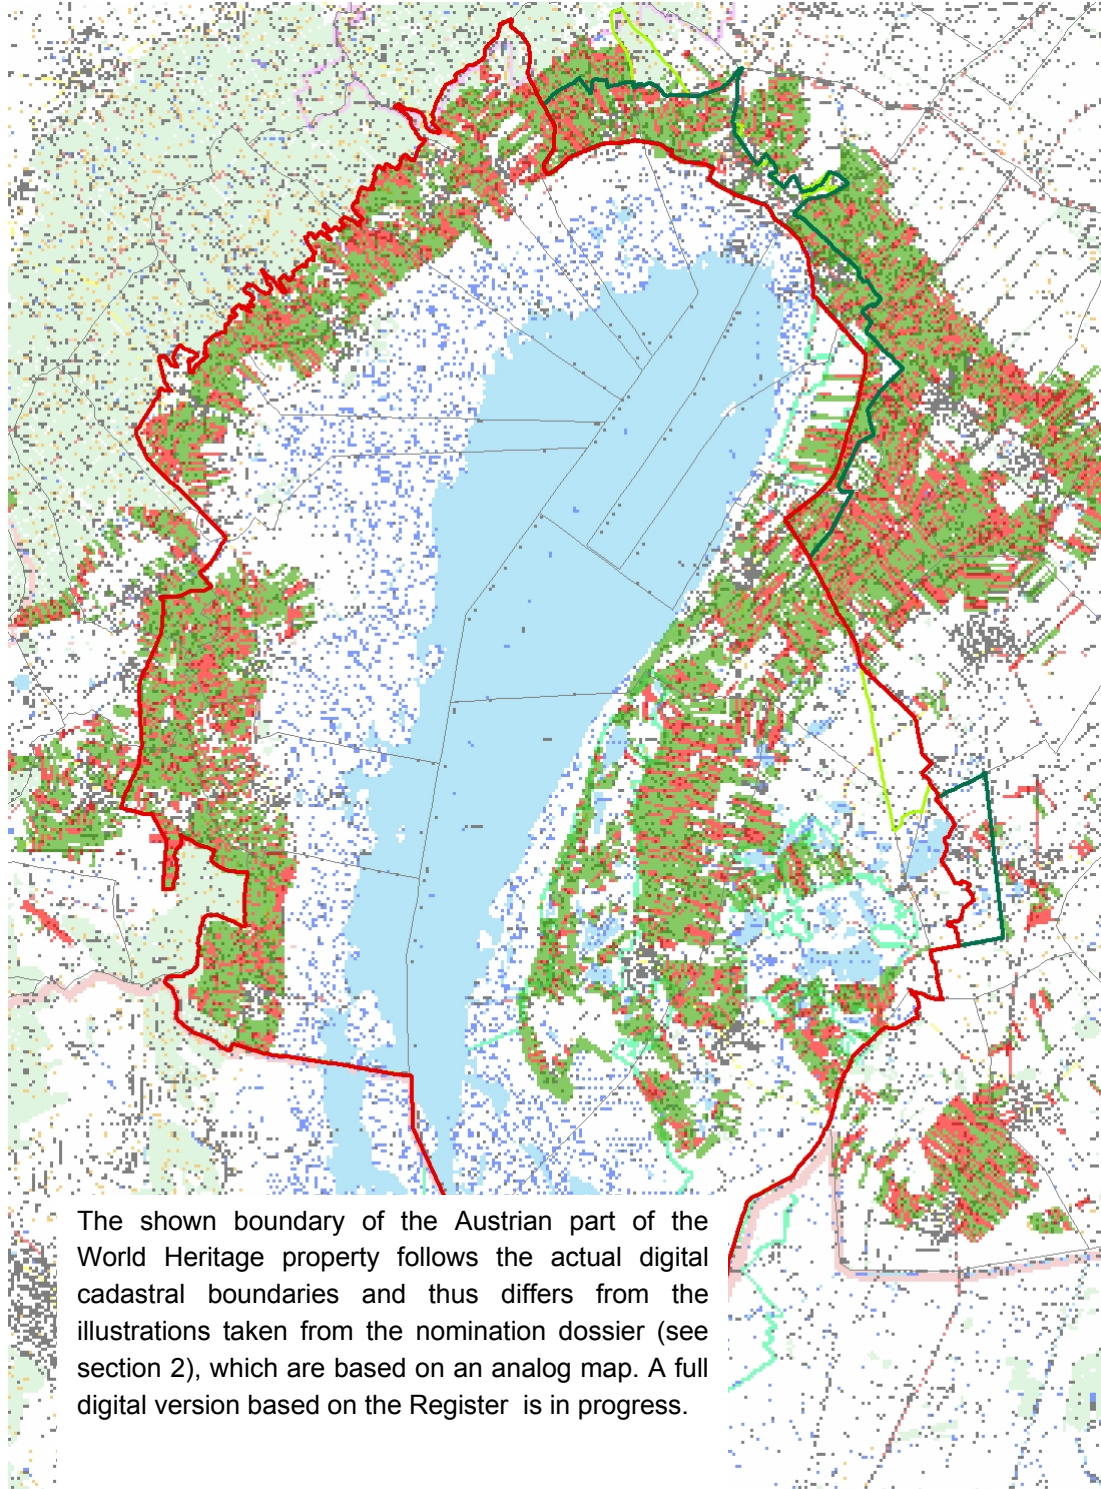 The shown boundary of the Austrian part of the
World Heritage property follows the actual digital
cadastral boundaries and thus differs from the
illustrations taken from the nomination dossier (see
section 2), which are based on an analog map. A full
digital version based on the Register is in progress.